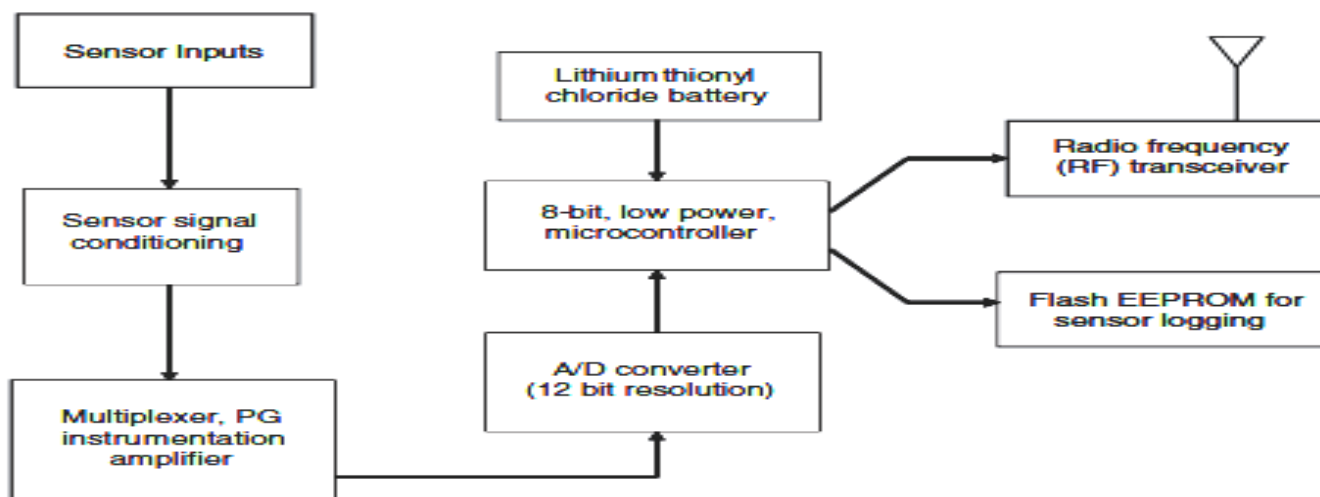 Sensor Inputs
Sensor signal
conditioning
Multiplexer, PG
instrumentation
amplifier
Lithium thionyl
chloride battery
8-bit, low power,
microcontroller
A/D converter
(12 bit resolution)
Radio frequency
(RF) transceiver
Flash EEPROM for
sensor logging